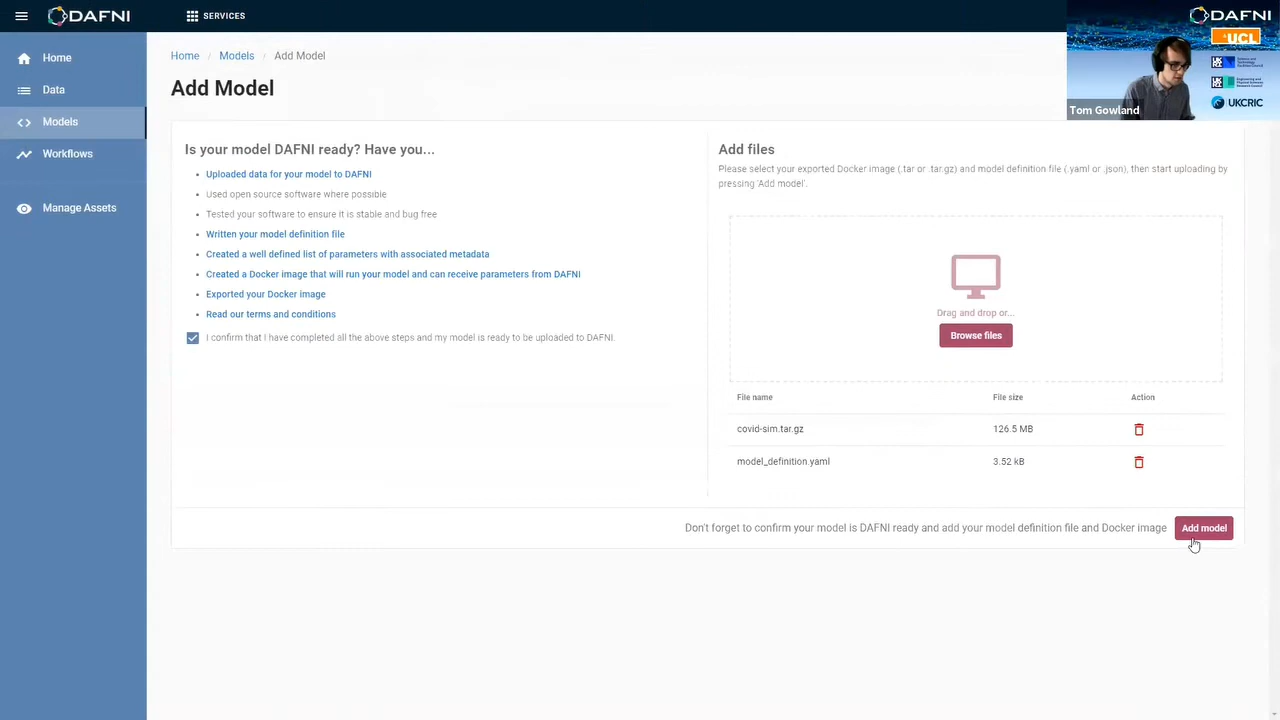 DAFNI
SERVICES
Home
Data
Models
Workflows
Manage Assets
Home / Models / Add Model
Add Model
Is your model DAFNI ready? Have you...
Uploaded data for your model to DAFNI
Used open source software where possible
Tested your software to ensure it is stable and bug free
Written your model definition file
Created a well defined list of parameters with associated metadata
Created a Docker image that will run your model and can receive parameters from DAFNI
Exported your Docker image
Read our terms and conditions
I confirm that I have completed all the above steps and my model is ready to be uploaded to DAFNI.
Add files
Please select your exported Docker image (.tar or .tar.gz) and model definition file (.yaml or .json), then start uploading by
pressing 'Add model'.
Drag and drop or...
Browse files
File name File size Action
covid-sim.tar.gz 126.5 MB
model_definition.yaml 3.52 kB
Don't forget to confirm your model is DAFNI ready and add your model definition file and Docker image
Add model
DAFNI
UCL
UKCRIC
Tom Gowland